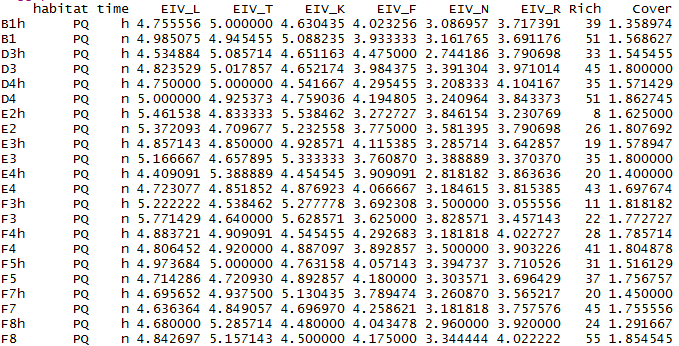 habitat time EIV_L EIV_T EIV_K EIV_F EIV_N EIV_R Rich Cover
B1h PQ h 4.755556 5.000000 4.630435 4.023256 3.086957 3.717391 39 1.358974
B1 PQ n 4.985075 4.945455 5.088235 3.933333 3.161765 3.691176 51 1.568627
D3h PQ h 4.534884 5.085714 4.651163 4.475000 2.744186 3.790698 33 1.545455
D3 PQ n 4.823529 5.017857 4.652174 3.984375 3.391304 3.971014 45 1.800000
D4h PQ h 4.750000 5.000000 4.541667 4.295455 3.208333 4.104167 35 1.571429
D4 PQ n 5.000000 4.925373 4.759036 4.194805 3.240964 3.843373 51 1.862745
E2h PQ h 5.461538 4.833333 5.538462 3.272727 3.846154 3.230769 8 1.625000
E2 PQ n 5.372093 4.709677 5.232558 3.775000 3.581395 3.790698 26 1.807692
E3h PQ h 4.857143 4.850000 4.928571 4.115385 3.285714 3.642857 19 1.578947
E3 PQ n 5.166667 4.657895 5.333333 3.760870 3.388889 3.370370 35 1.800000
E4h PQ h 4.409091 5.388889 4.454545 3.909091 2.818182 3.863636 20 1.400000
E4 PQ n 4.723077 4.851852 4.876923 4.066667 3.184615 3.815385 43 1.697674
F3h PQ h 5.222222 4.538462 5.277778 3.692308 3.500000 3.055556 11 1.818182
F3 PQ n 5.771429 4.640000 5.628571 3.625000 3.828571 3.457143 22 1.772727
F4h PQ h 4.883721 4.909091 4.545455 4.292683 3.181818 4.022727 28 1.785714
F4 PQ n 4.806452 4.920000 4.887097 3.892857 3.500000 3.903226 41 1.804878
F5h PQ h 4.973684 5.000000 4.763158 4.057143 3.394737 3.710526 31 1.516129
F5 PQ n 4.714286 4.720930 4.892857 4.180000 3.303571 3.696429 37 1.756757
F7h PQ h 4.695652 4.937500 5.130435 3.789474 3.260870 3.565217 20 1.450000
F7 PQ n 4.636364 4.849057 4.696970 4.258621 3.181818 3.757576 45 1.755556
F8h PQ h 4.680000 5.285714 4.480000 4.043478 2.960000 3.920000 24 1.291667
F8 PQ n 4.842697 5.157143 4.500000 4.175000 3.344444 4.022222 55 1.854545